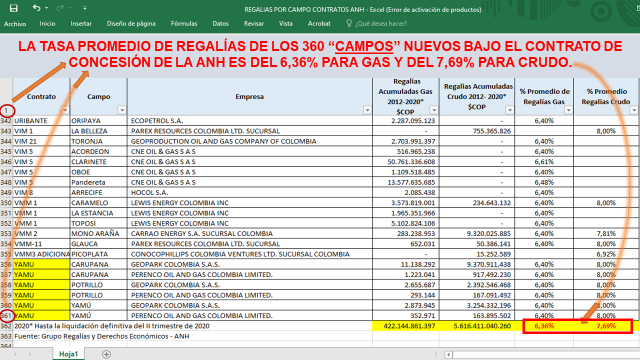 REGALIAS POR CAMPO CONTRATOS ANH - Excel (Error de activación de productos)
Archivo Inicio Insertar Diseño de página Fórmulas Datos Revisar Vista Acrobat ¿Qué desea hacer?
LA TASA PROMEDIO DE REGALÍAS DE LOS 360 “CAMPOS” NUEVOS BAJO EL CONTRATO DE
CONCESIÓN DE LA ANH ES DEL 6,36% PARA GAS Y DEL 7,69% PARA CRUDO.
1 Contrato Campo Empresa Regalías Acumuladas Gas 2012-2020* $COP Regalías Acumuladas Crudo 2012- 2020* $COP % Promedio de Regalías Gas % Promedio Regalías Crudo
342 URIBANTE ORIPAYA ECOPETROL S.A. 2.287.095.123 - 6,40%
343 VIM 1 LA BELLEZA PAREX RESOURCES COLOMBIA LTD. SUCURSAL - 755.365.826 8,00%
344 VIM 21 TORONJA GEOPRODUCTION OIL AND GAS COMPANY OF COLOMBIA 2.703.991.397 - 6,40%
345 VIM 5 ACORDEON CNE OIL & GAS S A S 516.965.238 - 6,40%
346 VIM 5 CLARINETE CNE OIL & GAS S A S 50.761.336.608 - 6,61%
347 VIM 5 OBOE CNE OIL & GAS S A S 1.109.518.485 - 6,40%
348 VIM 5 Pandereta CNE OIL & GAS S A S 13.577.635.685 - 6,48%
349 VIM 8 ARRECIFE HOCOL S.A. 2.085.438 - 6,40%
350 VMM 1 CARAMELO LEWIS ENERGY COLOMBIA INC 3.573.819.001 234.643.132 6,40% 8,00%
351 VMM 1 LA ESTANCIA LEWIS ENERGY COLOMBIA INC 1.965.351.966 - 6,40%
352 VMM 1 TOPOSI LEWIS ENERGY COLOMBIA INC 5.102.824.106 - 6,40%
353 VMM 2 MONO ARAÑA CARRAO ENERGY S.A. SUCURSAL COLOMBIA 283.238.953 9.320.025.885 6,40% 7,81%
354 VMM-11 GLAUCA PAREX RESOURCES COLOMBIA LTD. SUCURSAL 652.031 50.386.141 6,40% 8,00%
355 VMM3 ADICIONA PICOPLATA CONOCOPHILLIPS COLOMBIA VENTURES LTD. SUCURSAL COLOMBIA - 15.252.589 6,92%
356 YAMU CARUPANA GEOPARK COLOMBIA S.A.S. 11.138.292 9.370.911.438 6,40% 8,00%
357 YAMU CARUPANA PERENCO OIL AND GAS COLOMBIA LIMITED. 1.223.041 917.492.230 6,40% 8,00%
358 YAMU POTRILLO GEOPARK COLOMBIA S.A.S. 2.655.687 2.392.546.468 6,40% 8,00%
359 YAMU POTRILLO PERENCO OIL AND GAS COLOMBIA LIMITED. 293.144 167.091.492 6,40% 8,00%
360 YAMU YAMÚ GEOPARK COLOMBIA S.A.S. 2.873.945 3.254.332.196 6,40% 8,00%
361 YAMU YAMÚ PERENCO OIL AND GAS COLOMBIA LIMITED. 352.971 163.895.502 6,40% 8,00%
362 2020* Hasta la liquidación definitiva del II trimestre de 2020 422.144.861.397 5.616.411.040.260 6,36% 7,69%
363 Fuente: Grupo Regalías y Derechos Económicos - ANH
364
Hoja1